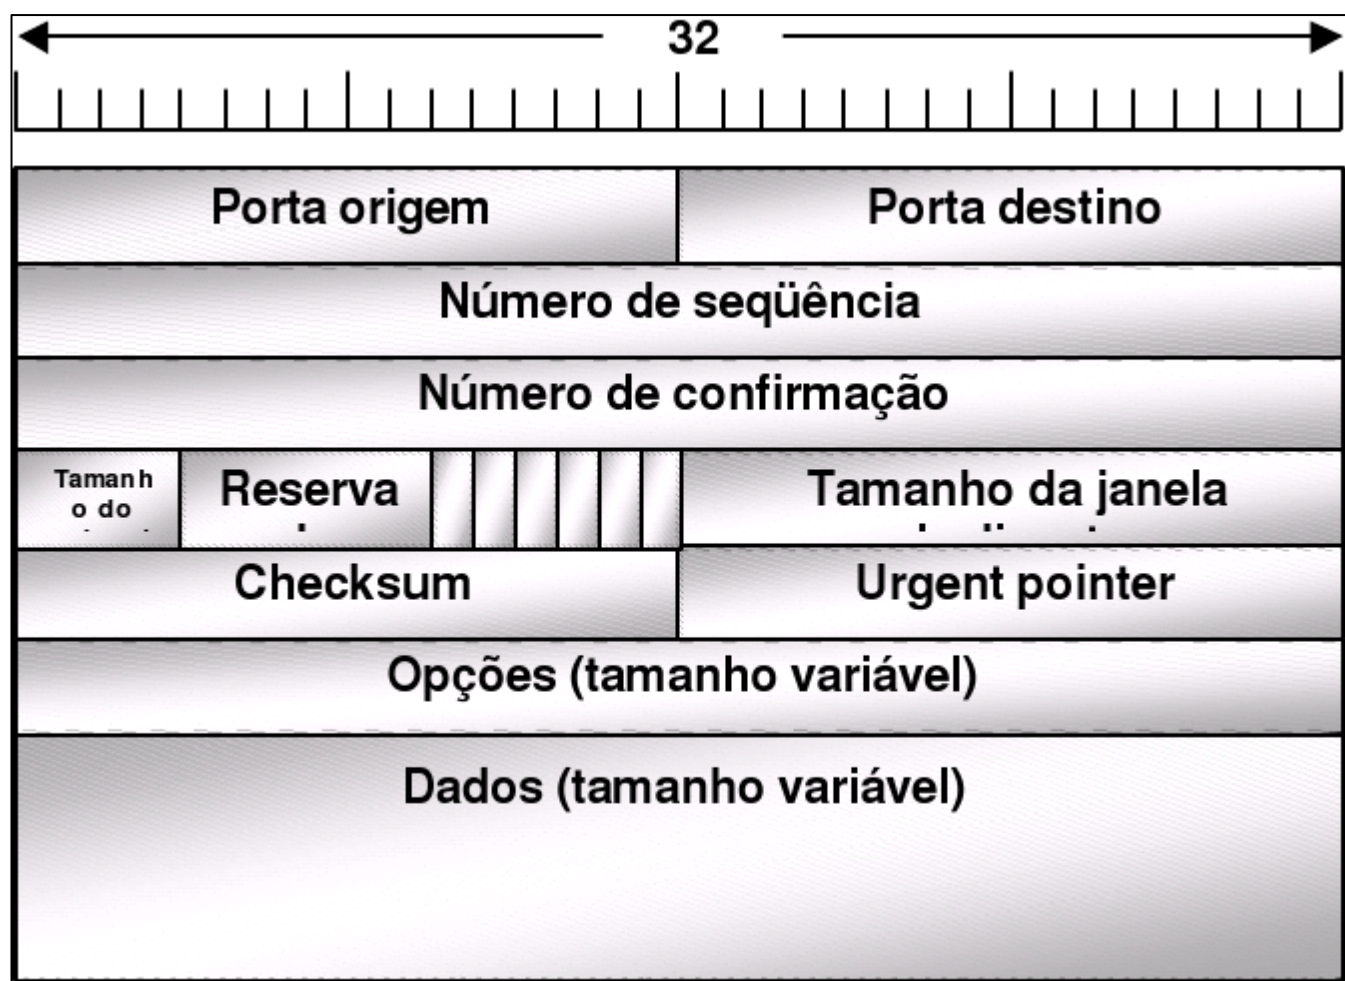 32
Porta origem
Porta destino
Número de seqüência
Número de confirmação
Tamanh
o do
Reserva
Tamanho da janela
Checksum
Urgent pointer
Opções (tamanho variável)
Dados (tamanho variável)